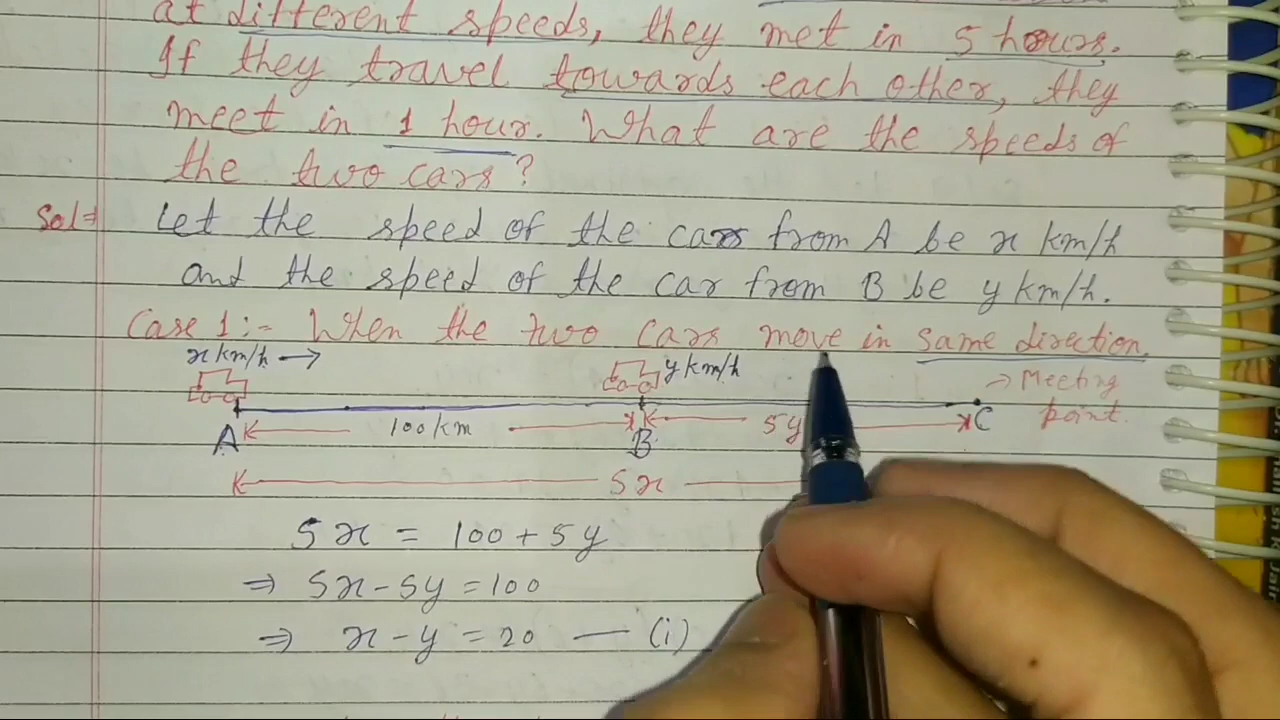 at different speeds, they met in 5 hours.
If they travel towards each other, they
meet in 1 hour. What are the speeds of
the two cars?
Sol⇒ Let the speed of the cars from A be x km/h
and the speed of the car from B be y km/h.
Case 1:- When the two cars move in same direction.
x km/h → y km/h → Meeting
A 100 km B 5y C point.
5x
5x = 100 + 5y
⇒ 5x - 5y = 100
⇒ x - y = 20 — (i)